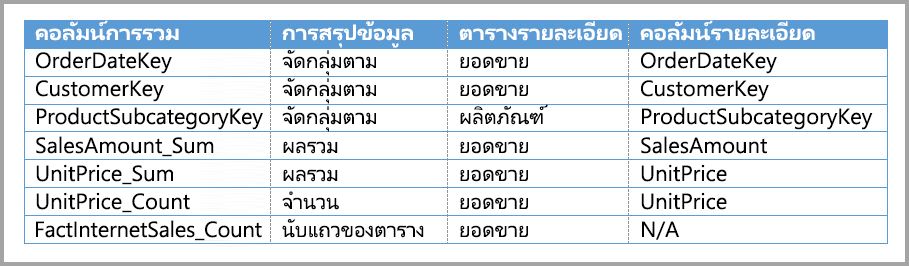 คอลัมน์การรวม การสรุปข้อมูล ตารางรายละเอียด คอลัมน์รายละเอียด
OrderDateKey จัดกลุ่มตาม ยอดขาย OrderDateKey
CustomerKey จัดกลุ่มตาม ยอดขาย CustomerKey
ProductSubcategoryKey จัดกลุ่มตาม ผลิตภัณฑ์ ProductSubcategoryKey
SalesAmount_Sum ผลรวม ยอดขาย SalesAmount
UnitPrice_Sum ผลรวม ยอดขาย UnitPrice
UnitPrice_Count จำนวน ยอดขาย UnitPrice
FactInternetSales_Count นับแถวของตาราง ยอดขาย N/A